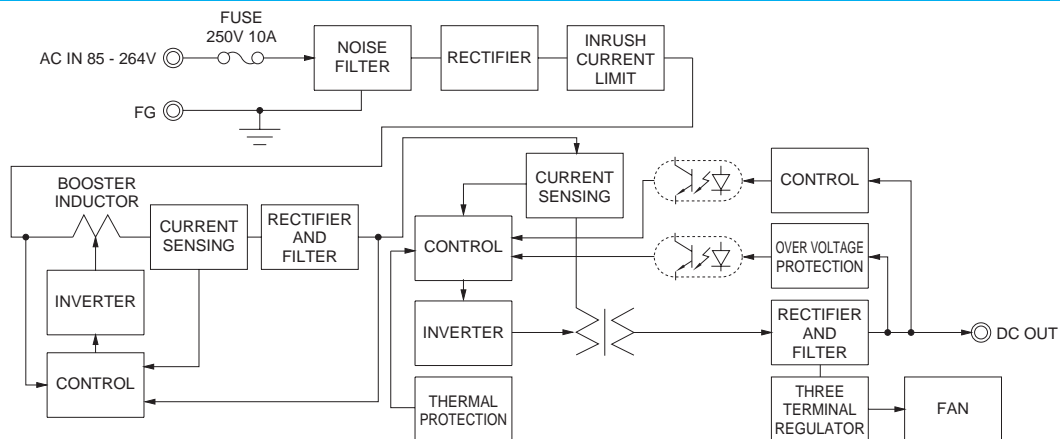 FUSE
250V 10A
AC IN 85 - 264V
NOISE
FILTER
RECTIFIER
INRUSH
CURRENT
LIMIT
FG
BOOSTER
INDUCTOR
CURRENT
SENSING
RECTIFIER
AND
FILTER
INVERTER
CONTROL
CURRENT
SENSING
CONTROL
INVERTER
THERMAL
PROTECTION
CONTROL
OVER VOLTAGE
PROTECTION
RECTIFIER
AND
FILTER
DC OUT
THREE
TERMINAL
REGULATOR
FAN